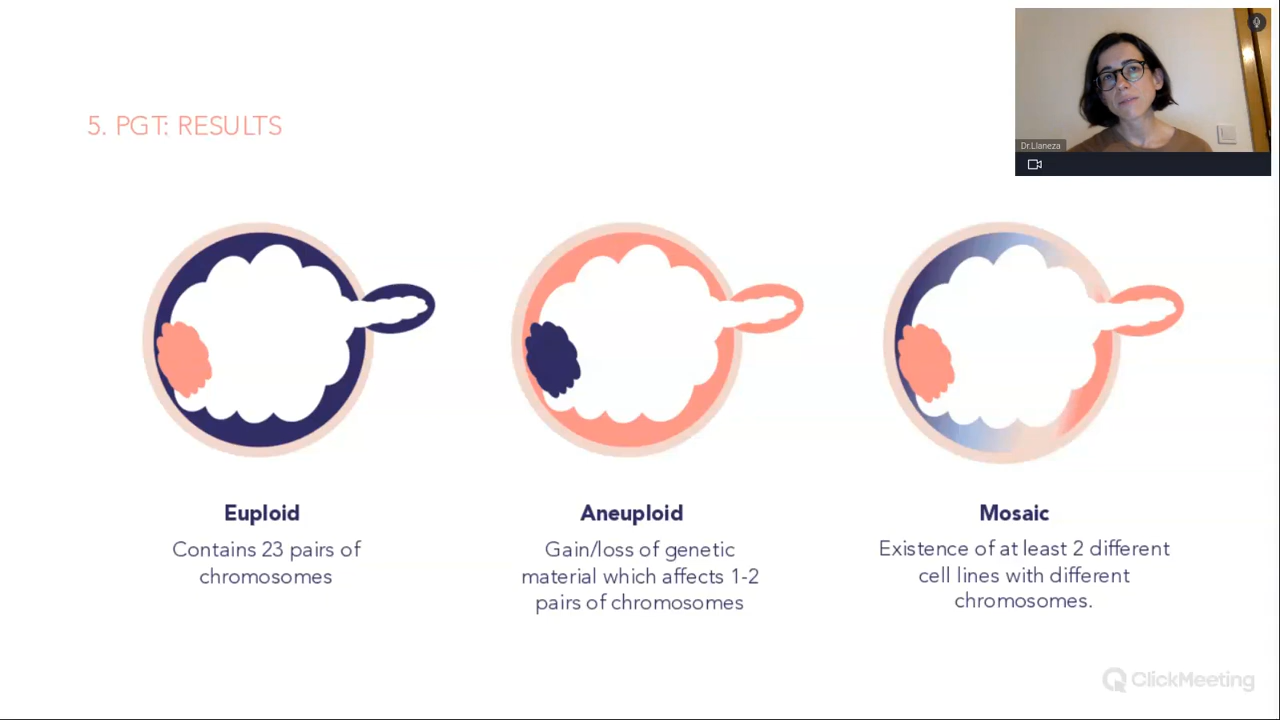 Dr.Llaneza
5. PGT: RESULTS
Euploid
Contains 23 pairs of
chromosomes
Aneuploid
Gain/loss of genetic
material which affects 1-2
pairs of chromosomes
Mosaic
Existence of at least 2 different
cell lines with different
chromosomes.
ClickMeeting